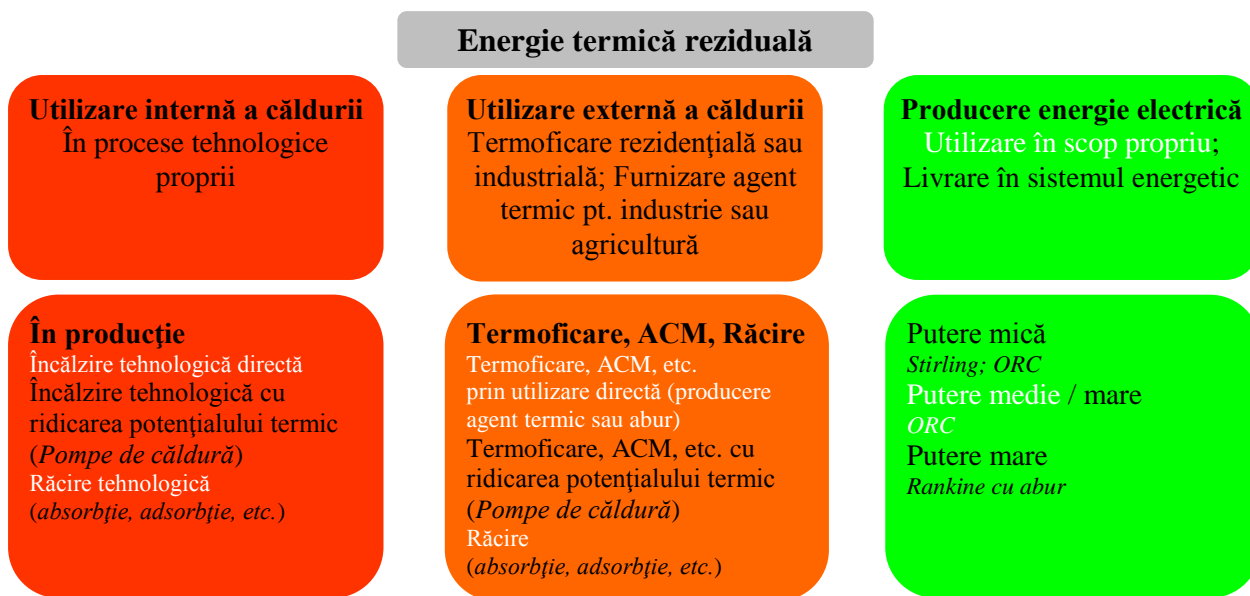 Energie termică reziduală
Utilizare internă a căldurii
În procese tehnologice
proprii
Utilizare externă a căldurii
Termoficare rezidenţială sau
industrială; Furnizare agent
termic pt. industrie sau
agricultură
Producere energie electrică
Utilizare în scop propriu;
Livrare în sistemul energetic
În producţie
Încălzire tehnologică directă
Încălzire tehnologică cu
ridicarea potenţialului termic
(Pompe de căldură)
Răcire tehnologică
(absorbţie, adsorbţie, etc.)
Termoficare, ACM, Răcire
Termoficare, ACM, etc.
prin utilizare directă (producere
agent termic sau abur)
Termoficare, ACM, etc. cu
ridicarea potenţialului termic
(Pompe de căldură)
Răcire
(absorbţie, adsorbţie, etc.)
Putere mică
Stirling; ORC
Putere medie / mare
ORC
Putere mare
Rankine cu abur